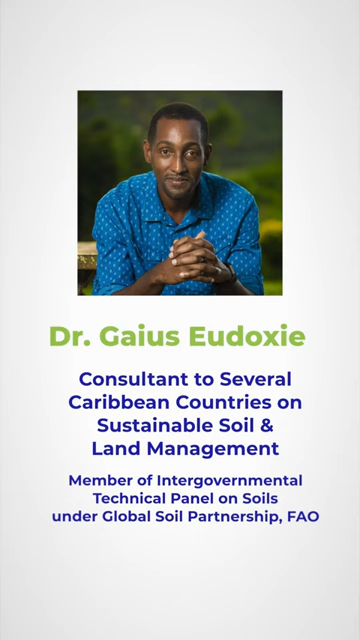 Dr. Gaius Eudoxie
Consultant to Several
Caribbean Countries on
Sustainable Soil &
Land Management
Member of Intergovernmental
Technical Panel on Soils
under Global Soil Partnership, FAO